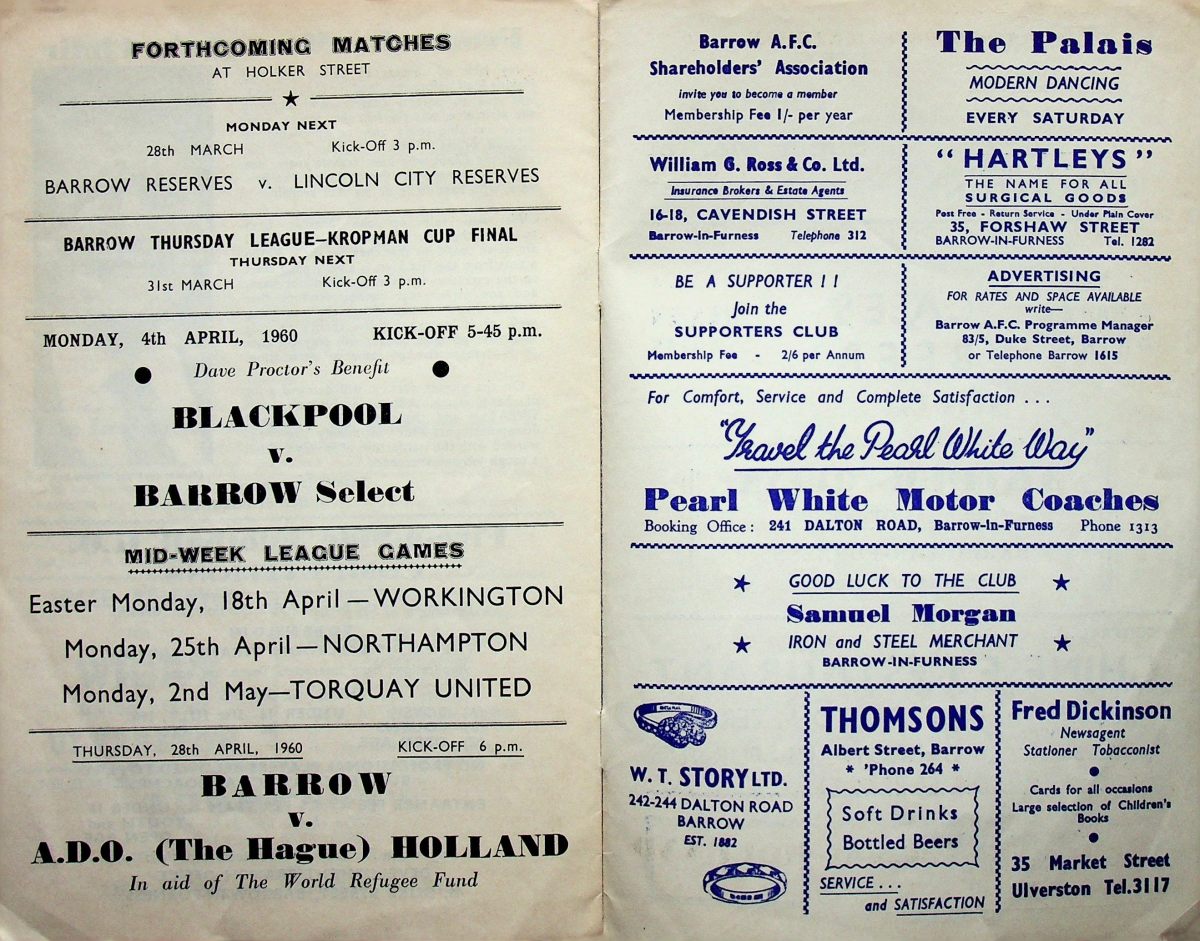 FORTHCOMING MATCHES
AT HOLKER STREET
MONDAY NEXT
28th MARCH Kick-Off 3 p.m.
BARROW RESERVES v. LINCOLN CITY RESERVES
BARROW THURSDAY LEAGUE—KROPMAN CUP FINAL
THURSDAY NEXT
31st MARCH Kick-Off 3 p.m.
MONDAY, 4th APRIL, 1960 KICK-OFF 5-45 p.m.
Dave Proctor's Benefit
BLACKPOOL
v.
BARROW Select
MID-WEEK LEAGUE GAMES
Easter Monday, 18th April — WORKINGTON
Monday, 25th April — NORTHAMPTON
Monday, 2nd May—TORQUAY UNITED
THURSDAY, 28th APRIL, 1960 KICK-OFF 6 p.m.
BARROW
v.
A.D.O. (The Hague) HOLLAND
In aid of The World Refugee Fund
Barrow A.F.C.
Shareholders' Association
invite you to become a member
Membership Fee 1/- per year
The Palais
MODERN DANCING
EVERY SATURDAY
William G. Ross & Co. Ltd.
Insurance Brokers & Estate Agents
16-18, CAVENDISH STREET
Barrow-in-Furness Telephone 312
"HARTLEYS"
THE NAME FOR ALL
SURGICAL GOODS
Post Free - Return Service - Under Plain Cover
35, FORSHAW STREET
BARROW-IN-FURNESS Tel. 1282
BE A SUPPORTER ! !
Join the
SUPPORTERS CLUB
Membership Fee - 2/6 per Annum
ADVERTISING
FOR RATES AND SPACE AVAILABLE
write—
Barrow A.F.C. Programme Manager
83/5, Duke Street, Barrow
or Telephone Barrow 1615
For Comfort, Service and Complete Satisfaction . . .
"Travel the Pearl White Way"
Pearl White Motor Coaches
Booking Office : 241 DALTON ROAD, Barrow-in-Furness Phone 1313
GOOD LUCK TO THE CLUB
Samuel Morgan
IRON and STEEL MERCHANT
BARROW-IN-FURNESS
W. T. STORY LTD.
242-244 DALTON ROAD
BARROW
EST. 1882
THOMSONS
Albert Street, Barrow
* 'Phone 264 *
Soft Drinks
Bottled Beers
SERVICE . . .
and SATISFACTION
Fred Dickinson
Newsagent
Stationer Tobacconist
Cards for all occasions
Large selection of Children's
Books
35 Market Street
Ulverston Tel. 3117